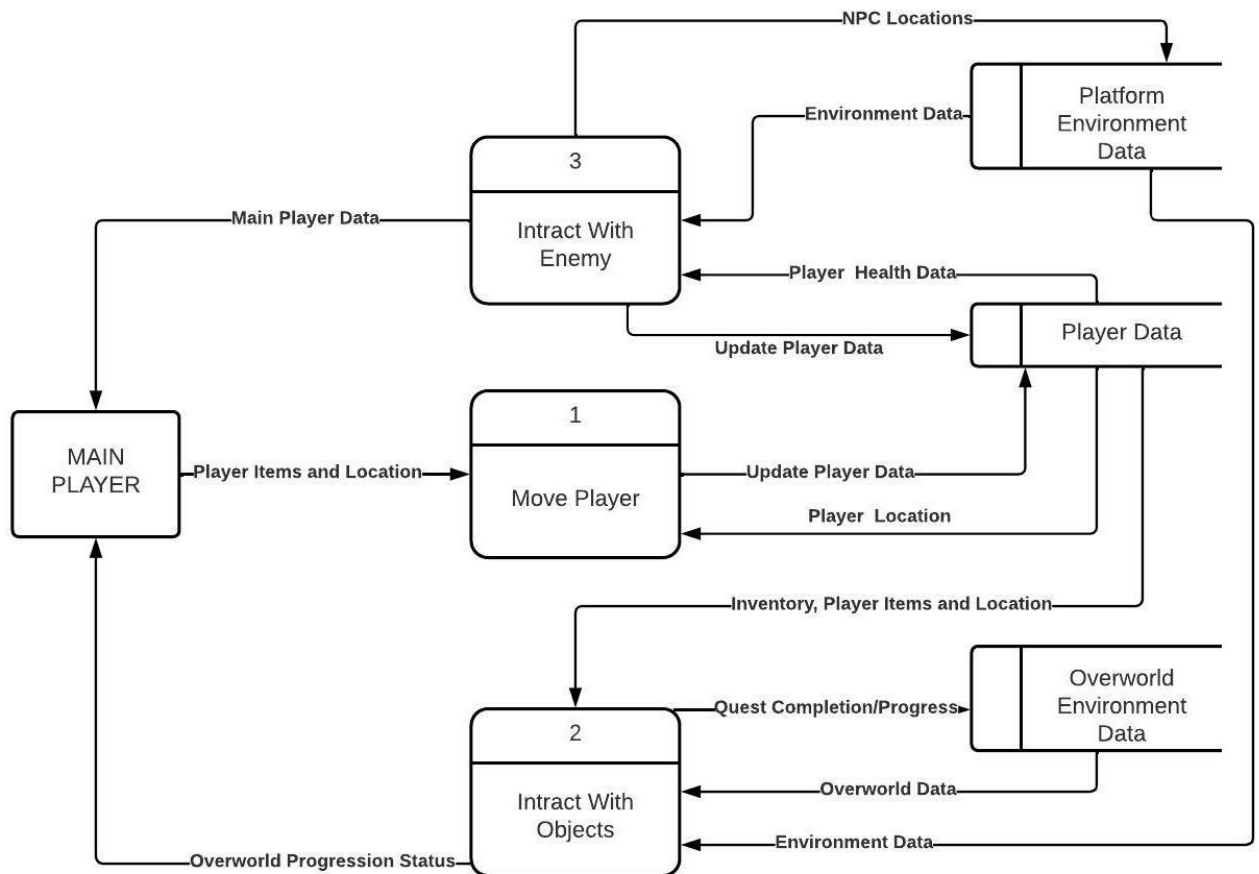 NPC Locations
Platform
Environment
Data
Environment Data
3
Intract With
Enemy
Main Player Data
Player Health Data
Player Data
Update Player Data
1
Move Player
MAIN
PLAYER
Player Items and Location
Update Player Data
Player Location
Inventory, Player Items and Location
Overworld
Environment
Data
Quest Completion/Progress
2
Intract With
Objects
Overworld Data
Environment Data
Overworld Progression Status